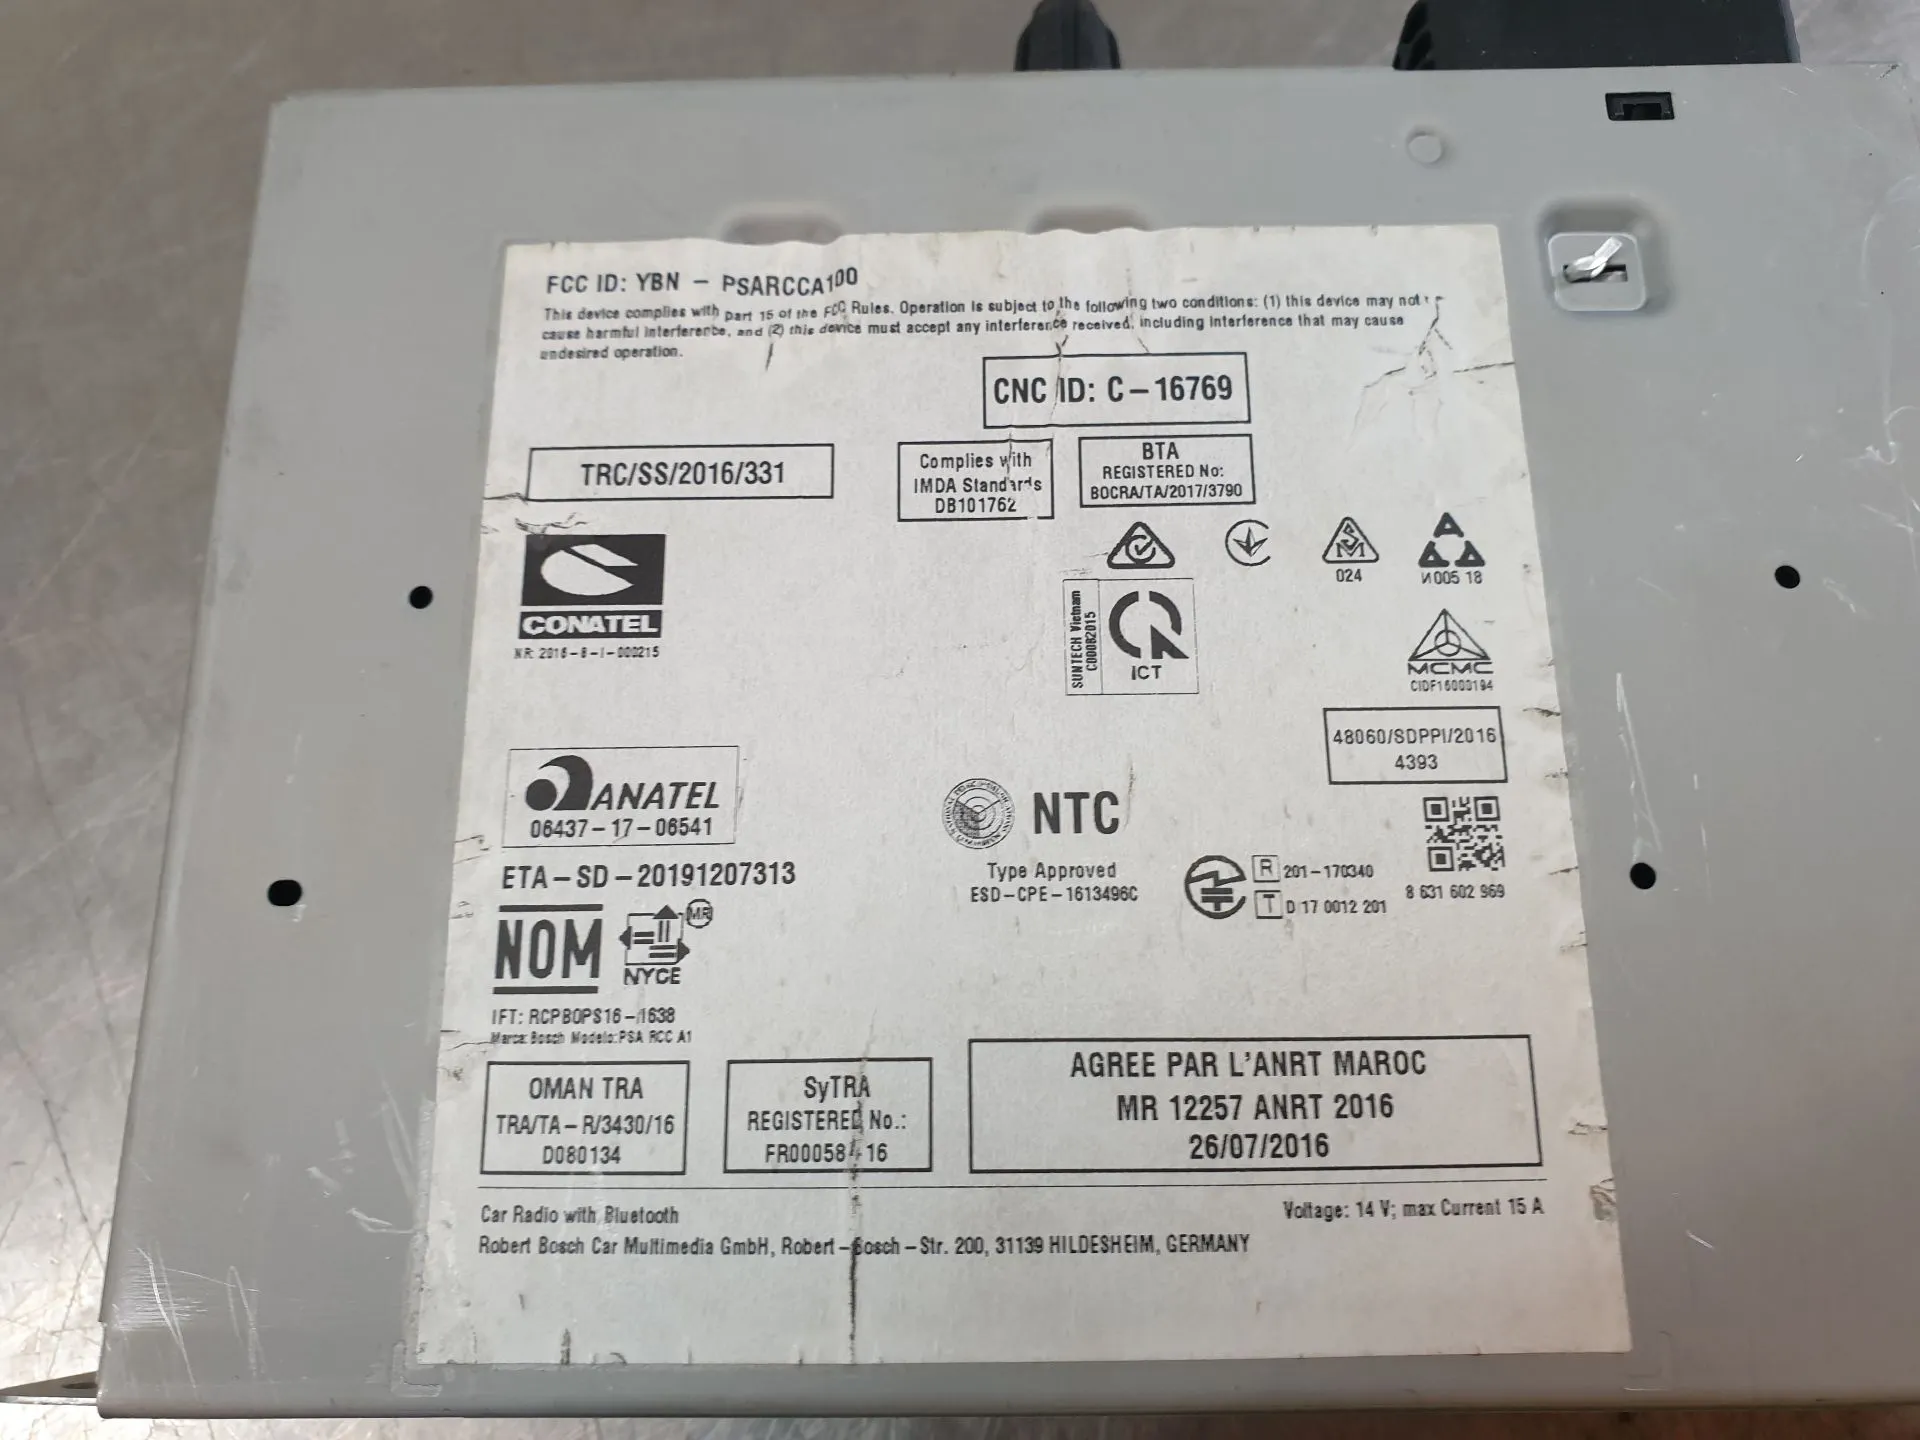 FCC ID: YBN - PSARCCA100
This device complies with part 15 of the FCC Rules. Operation is subject to the following two conditions: (1) this device may not
cause harmful interference, and (2) this device must accept any interference received, including interference that may cause
undesired operation.
CNC ID: C-16769
TRC/SS/2016/331
Complies with
IMDA Standards
DB101762
BTA
REGISTERED No:
BOCRA/TA/2017/3790
CONATEL
NR: 2016-8-I-000215
024
И005 18
SUNTECH Vietnam
C00082015
ICT
MCMC
CIDF16000194
48060/SDPPI/2016
4393
ANATEL
06437-17-06541
NTC
Type Approved
ESD-CPE-1613496C
R 201-170340
T D 17 0012 201
8 631 602 969
ETA-SD-20191207313
NOM
MR
NYCE
IFT: RCPBOPS16-1638
Marca: Bosch Modelo: PSA RCC A1
OMAN TRA
TRA/TA-R/3430/16
D080134
SyTRA
REGISTERED No.:
FR00058-16
AGREE PAR L'ANRT MAROC
MR 12257 ANRT 2016
26/07/2016
Car Radio with Bluetooth
Voltage: 14 V; max Current 15 A
Robert Bosch Car Multimedia GmbH, Robert-Bosch-Str. 200, 31139 HILDESHEIM, GERMANY